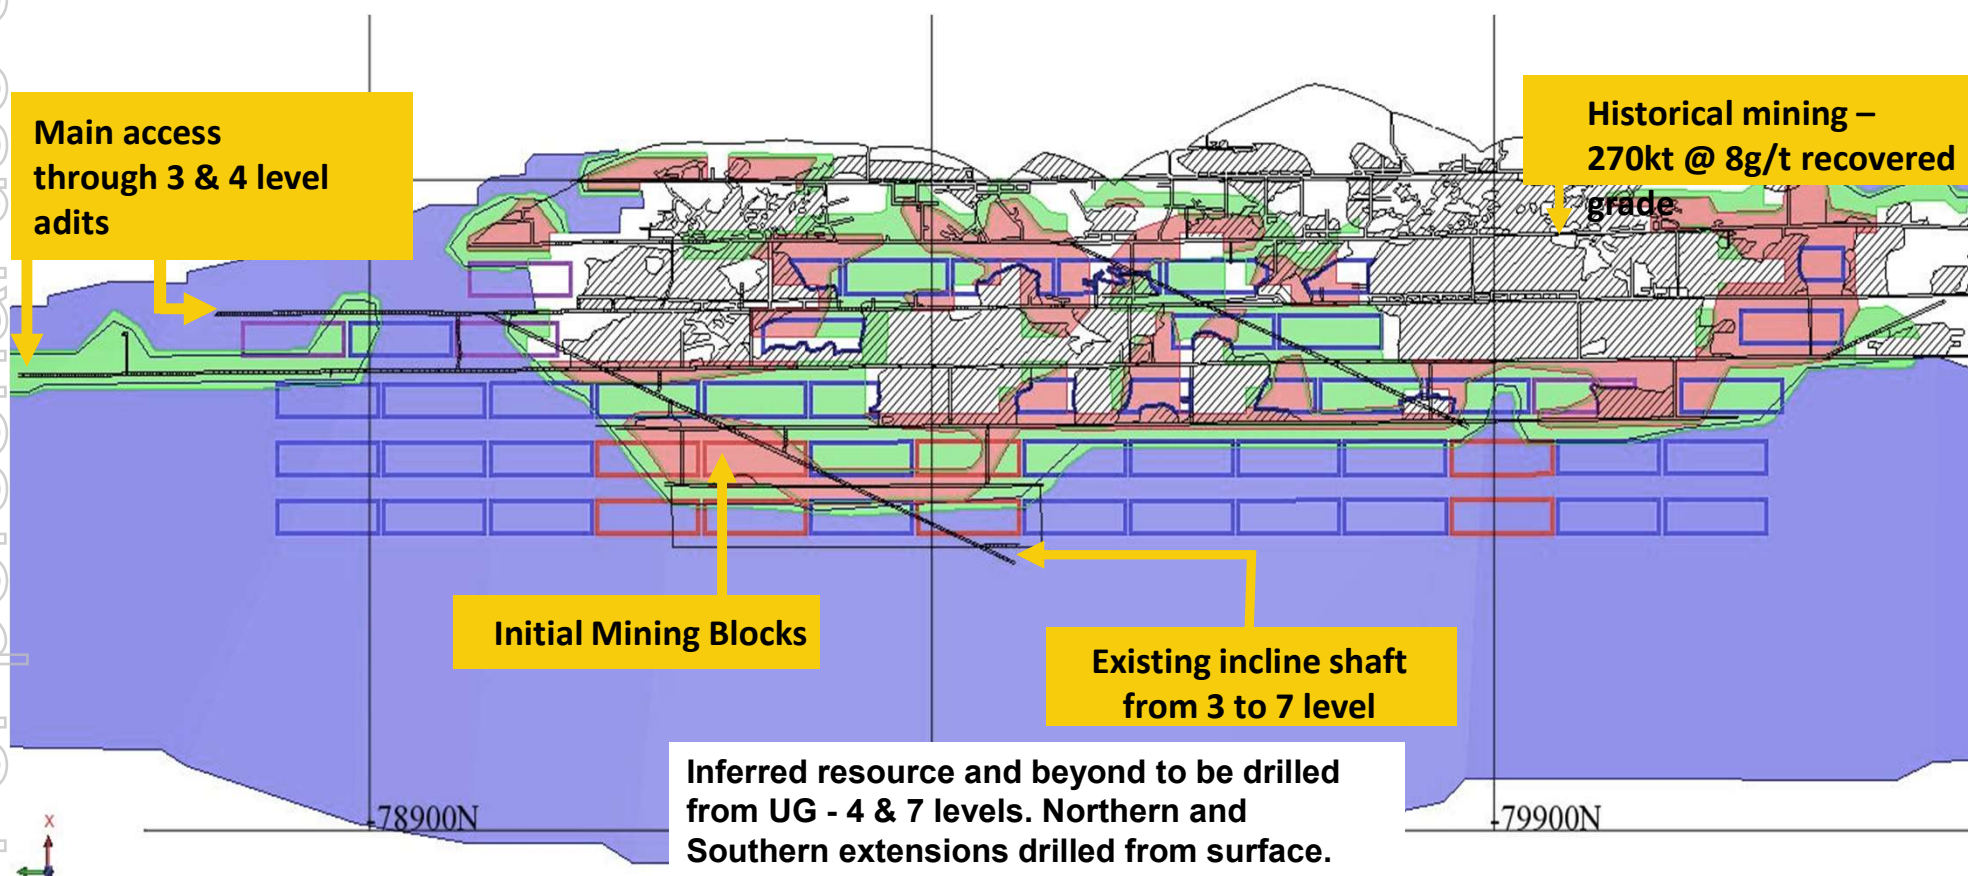 Main access
through 3 & 4 level
adits
Historical mining –
270kt @ 8g/t recovered
grade
Initial Mining Blocks
Existing incline shaft
from 3 to 7 level
Inferred resource and beyond to be drilled
from UG - 4 & 7 levels. Northern and
Southern extensions drilled from surface.
-78900N
-79900N
X